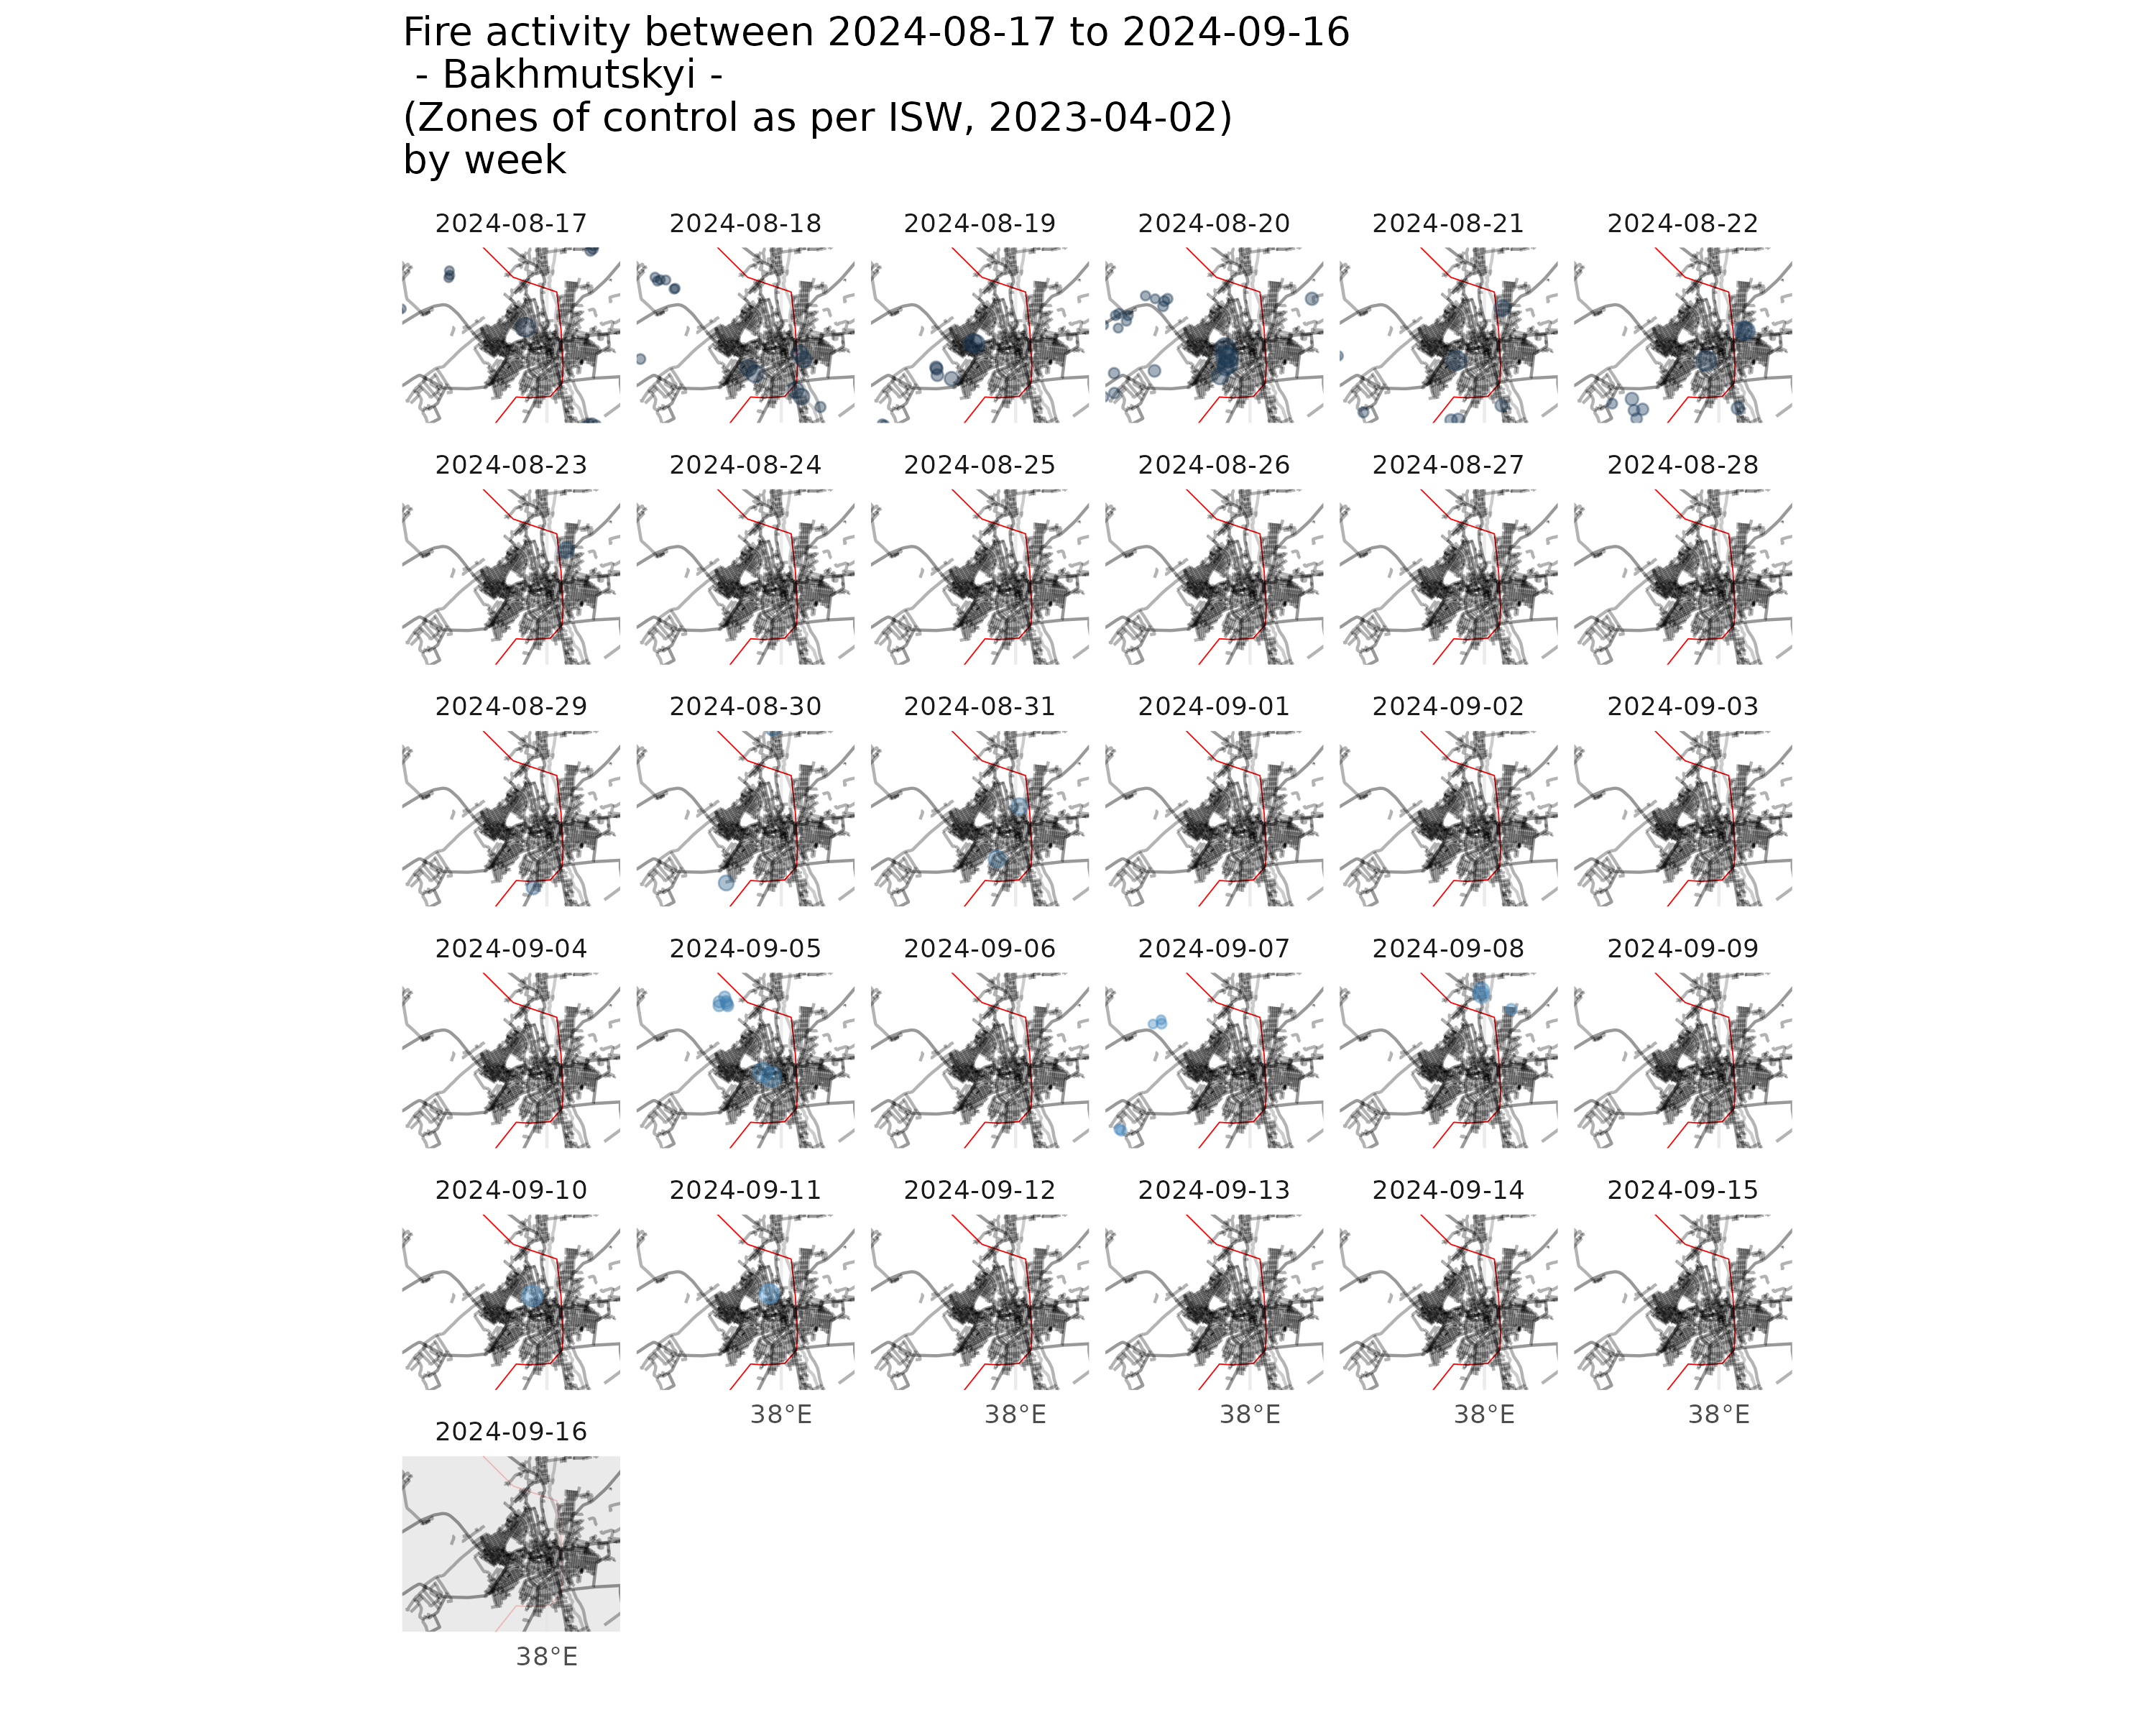 Fire activity between 2024-08-17 to 2024-09-16
- Bakhmutskyi -
(Zones of control as per ISW, 2023-04-02)
by week
2024-08-17 2024-08-18 2024-08-19 2024-08-20 2024-08-21 2024-08-22
2024-08-23 2024-08-24 2024-08-25 2024-08-26 2024-08-27 2024-08-28
2024-08-29 2024-08-30 2024-08-31 2024-09-01 2024-09-02 2024-09-03
2024-09-04 2024-09-05 2024-09-06 2024-09-07 2024-09-08 2024-09-09
2024-09-10 2024-09-11 2024-09-12 2024-09-13 2024-09-14 2024-09-15
38°E 38°E 38°E 38°E 38°E
2024-09-16
38°E